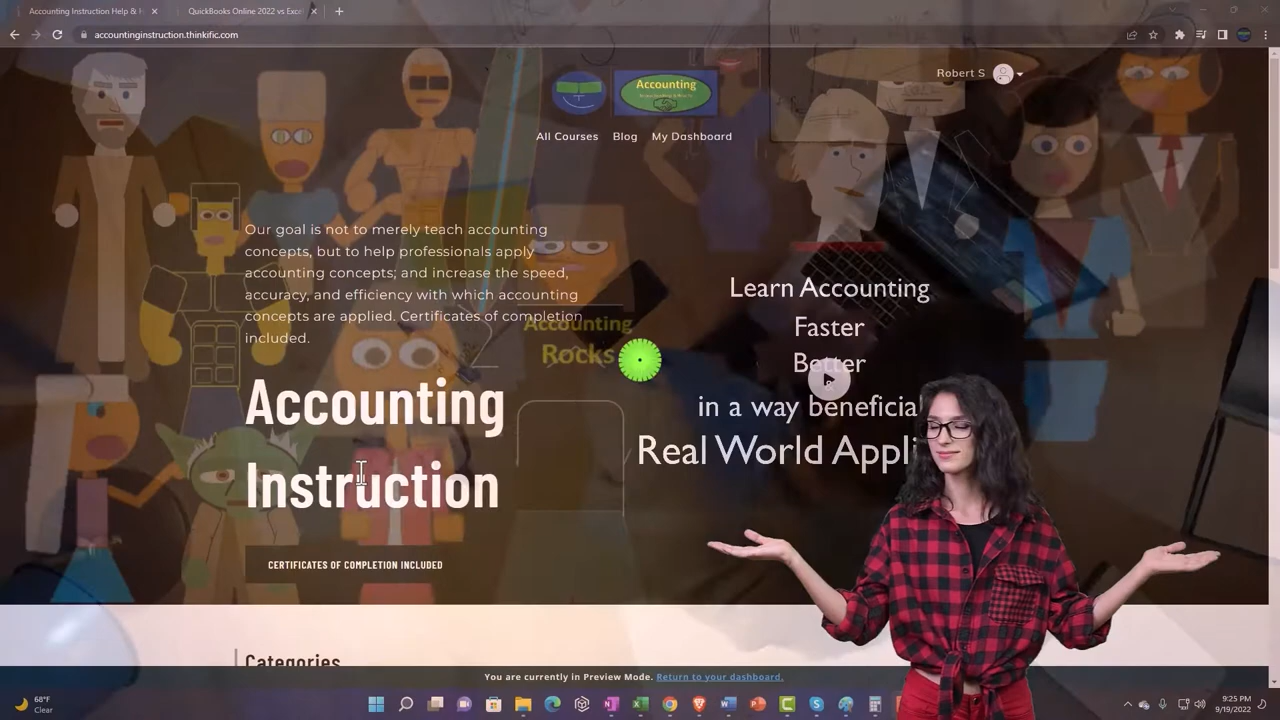 Accounting Instruction Help & H
QuickBooks Online 2022 vs Exce
accountinginstruction.thinkific.com
Accounting
Robert S
All Courses
Blog
My Dashboard
Our goal is not to merely teach accounting
concepts, but to help professionals apply
accounting concepts; and increase the speed,
accuracy, and efficiency with which accounting
concepts are applied. Certificates of completion
included.
Accounting
Instruction
CERTIFICATES OF COMPLETION INCLUDED
Accounting
Rocks
Learn Accounting
Faster
Better
&
in a way beneficial
Real World Appli
Categories
You are currently in Preview Mode. Return to your dashboard.
68°F
Clear
9:25 PM
9/19/2022